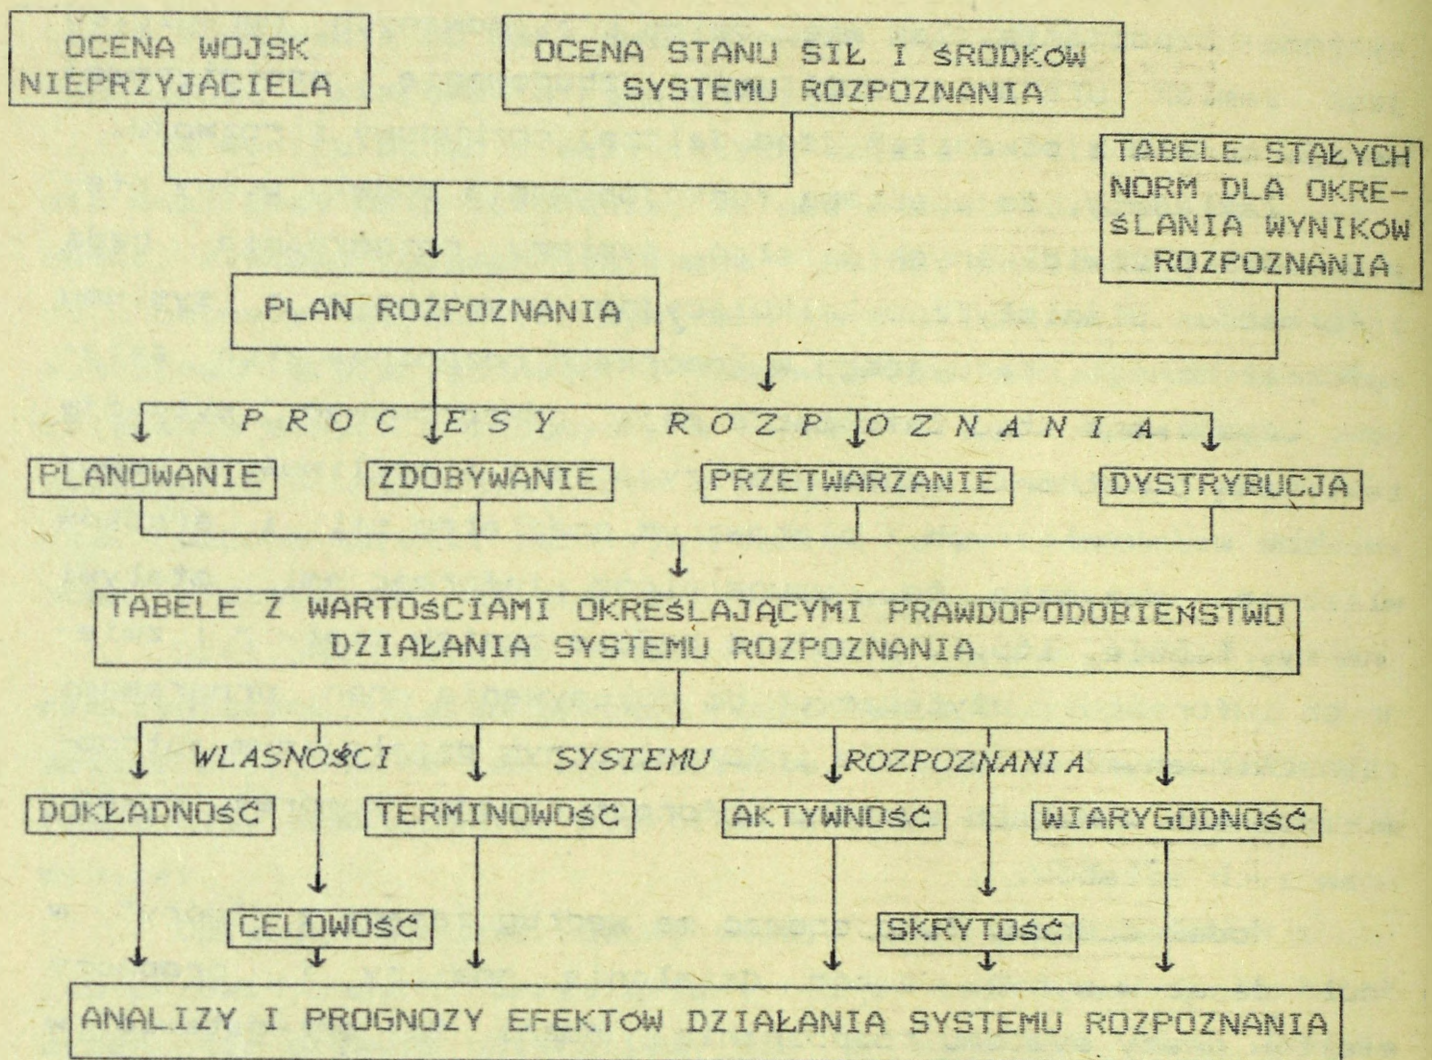 OCENA WOJSK
NIEPRZYJACIELA
OCENA STANU SIŁ I ŚRODKÓW
SYSTEMU ROZPOZNANIA
TABELE STAŁYCH
NORM DLA OKRE-
ŚLANIA WYNIKÓW
ROZPOZNANIA
PLAN ROZPOZNANIA
PROCESY ROZPOZNANIA
PLANOWANIE
ZDOBYWANIE
PRZETWARZANIE
DYSTRYBUCJA
TABELE Z WARTOŚCIAMI OKREŚLAJĄCYMI PRAWDOPODOBIEŃSTWO
DZIAŁANIA SYSTEMU ROZPOZNANIA
WLASNOŚCI SYSTEMU ROZPOZNANIA
DOKŁADNOŚĆ
TERMINOWOŚĆ
AKTYWNOŚĆ
WIARYGODNOŚĆ
CELOWOŚĆ
SKRYTOŚĆ
ANALIZY I PROGNOZY EFEKTÓW DZIAŁANIA SYSTEMU ROZPOZNANIA